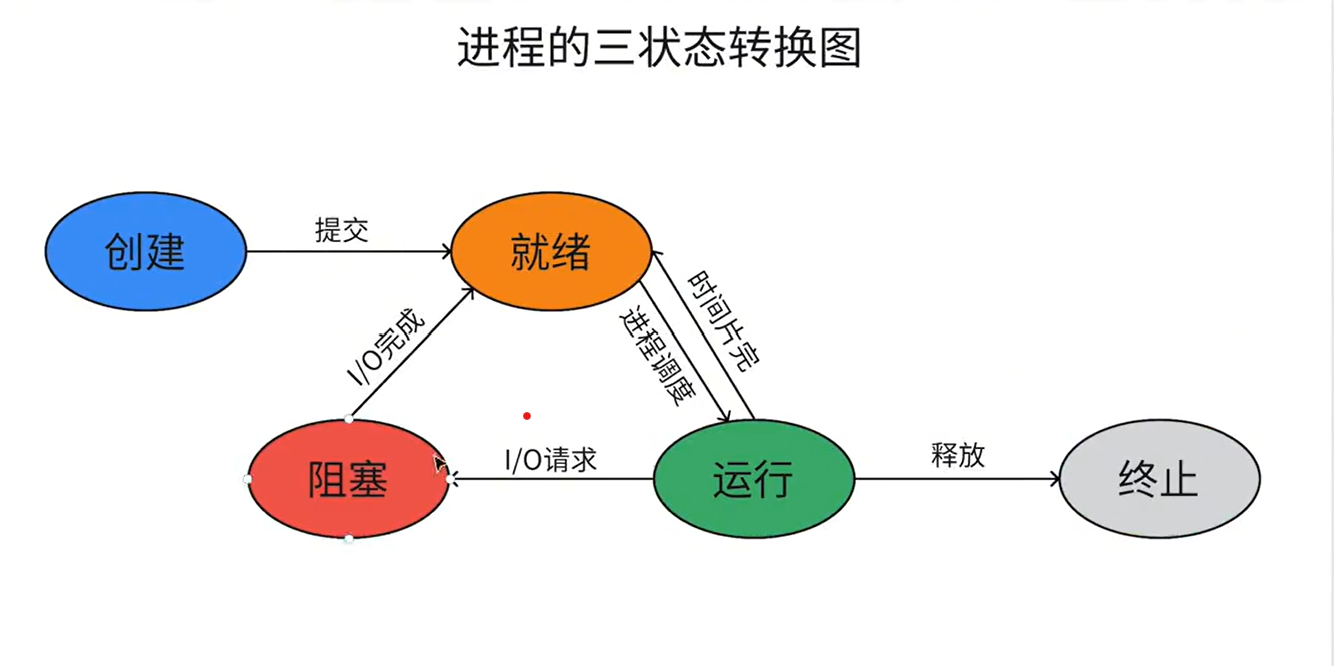 进程的三状态转换图
创建
提交
就绪
I/O完成
进程调度
时间片完
阻塞
I/O请求
运行
释放
终止